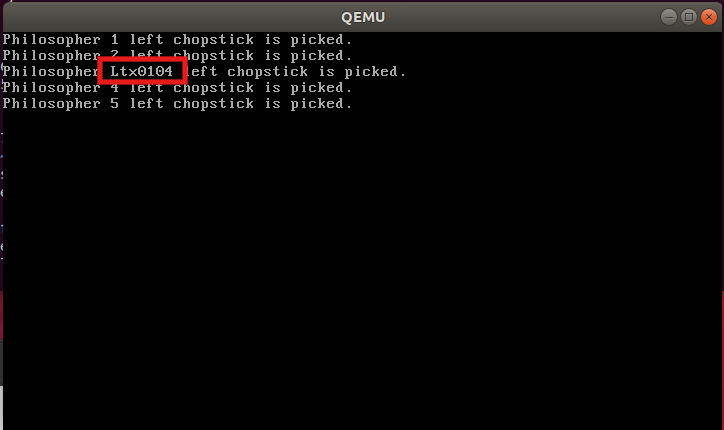 QEMU
Philosopher 1 left chopstick is picked.
Philosopher 2 left chopstick is picked.
Philosopher Ltx0104 left chopstick is picked.
Philosopher 4 left chopstick is picked.
Philosopher 5 left chopstick is picked.